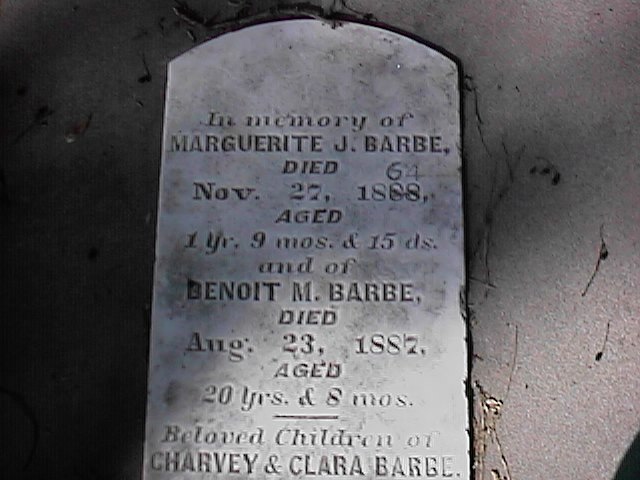 In memory of
MARGUERITE J. BARBE,
DIED
64
Nov. 27, 1888,
AGED
1 yr. 9 mos. & 15 ds.
and of
BENOIT M. BARBE,
DIED
Aug. 23, 1887,
AGED
20 yrs. & 8 mos.
Beloved Children of
CHARVEY & CLARA BARBE.